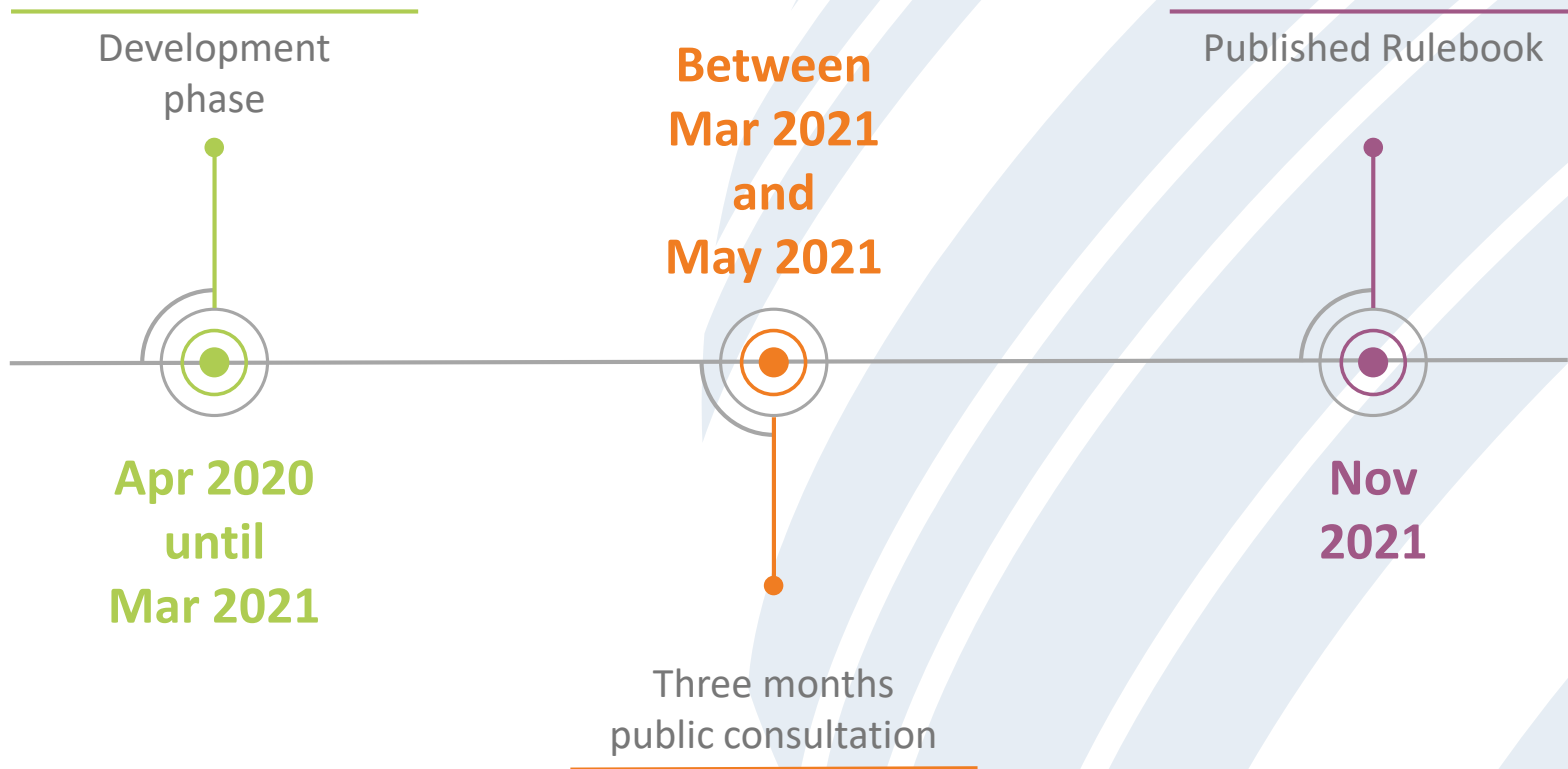 Development
phase
Apr 2020
until
Mar 2021
Between
Mar 2021
and
May 2021
Three months
public consultation
Published Rulebook
Nov
2021